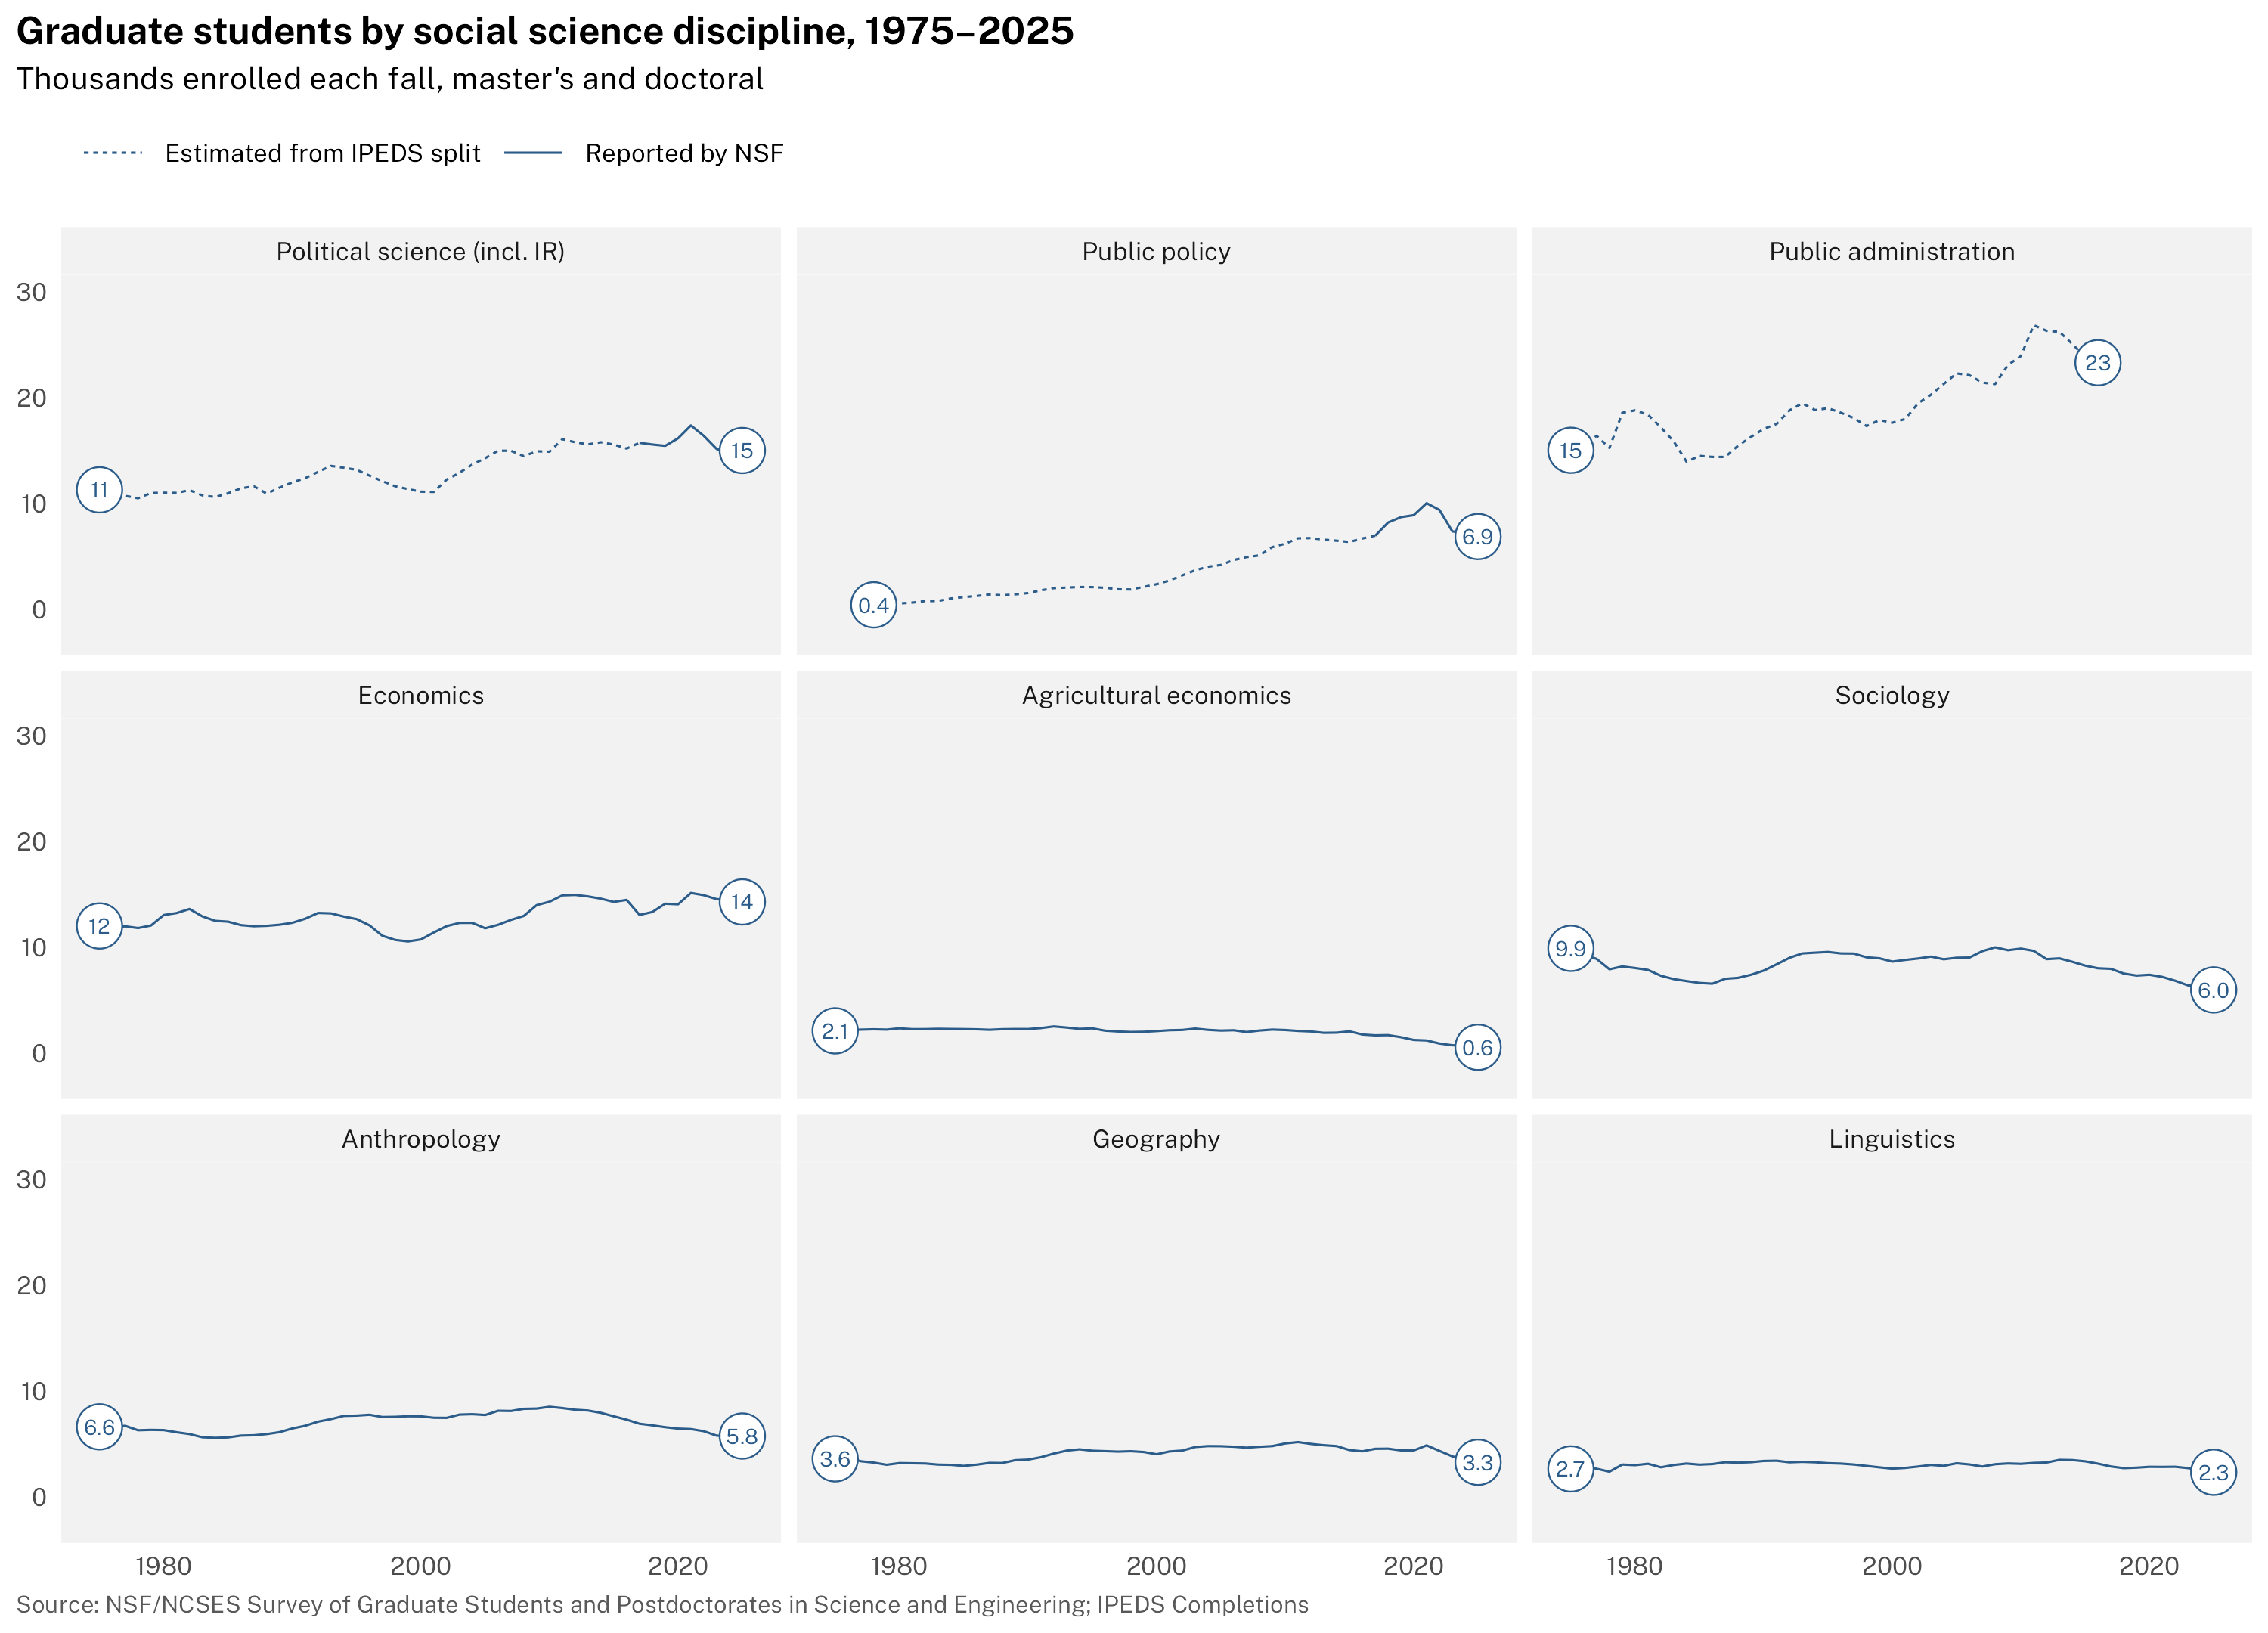 Graduate students by social science discipline, 1975–2025
Thousands enrolled each fall, master's and doctoral
Estimated from IPEDS split
Reported by NSF
Political science (incl. IR)
Public policy
Public administration
30
20
10
0
11
15
0.4
6.9
15
23
Economics
Agricultural economics
Sociology
30
20
10
0
12
14
2.1
0.6
9.9
6.0
Anthropology
Geography
Linguistics
30
20
10
0
6.6
5.8
3.6
3.3
2.7
2.3
1980
2000
2020
1980
2000
2020
1980
2000
2020
Source: NSF/NCSES Survey of Graduate Students and Postdoctorates in Science and Engineering; IPEDS Completions